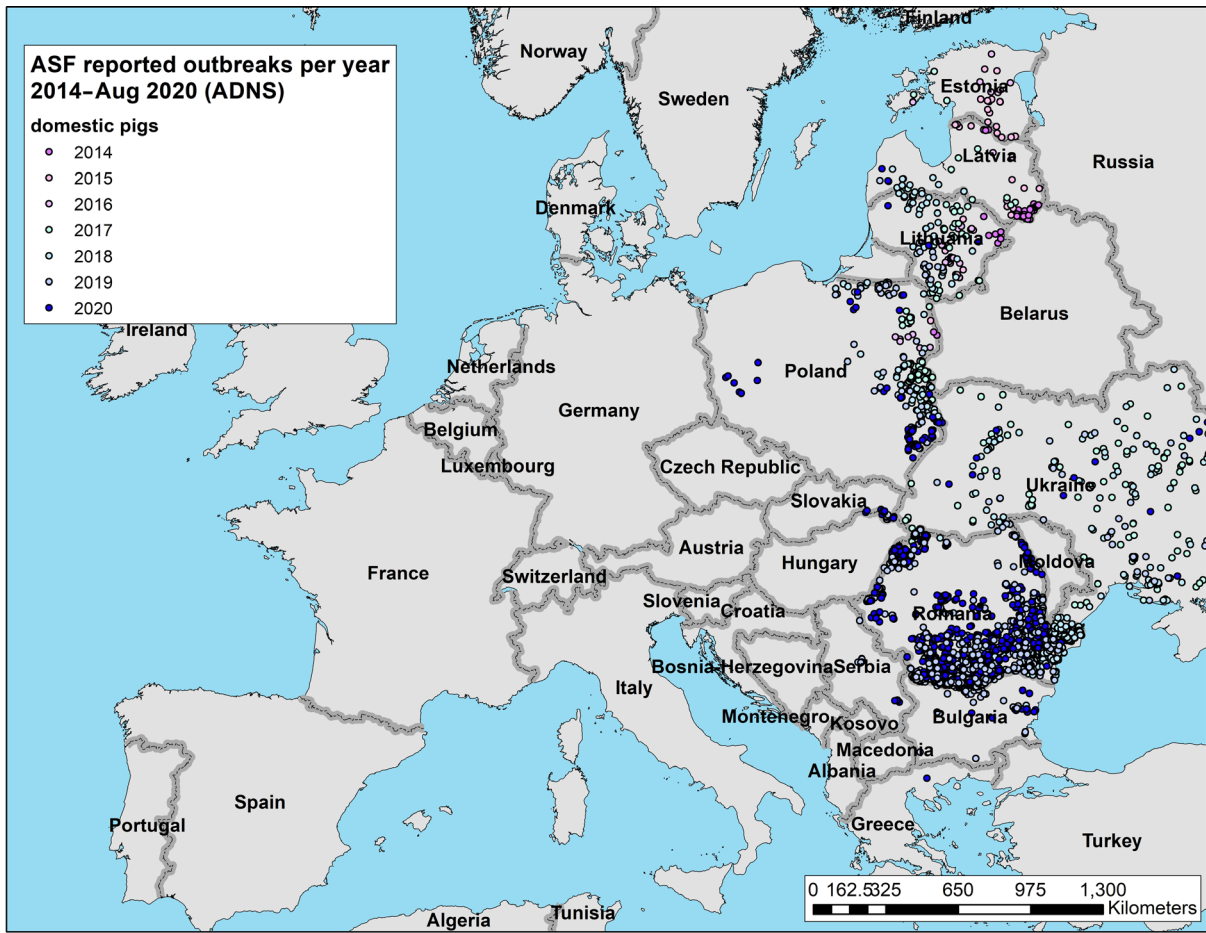 ASF reported outbreaks per year
2014–Aug 2020 (ADNS)
domestic pigs
2014
2015
2016
2017
2018
2019
2020
Finland
Norway
Sweden
Estonia
Latvia
Russia
Denmark
Lithuania
Ireland
Belarus
Netherlands
Poland
Germany
Belgium
Luxembourg
Czech Republic
Slovakia
Ukraine
Austria
Hungary
Moldova
France
Switzerland
Slovenia
Croatia
Romania
Bosnia-Herzegovina
Serbia
Italy
Montenegro
Kosovo
Bulgaria
Macedonia
Albania
Spain
Portugal
Greece
Turkey
Algeria
Tunisia
0 162.5 325 650 975 1,300
Kilometers